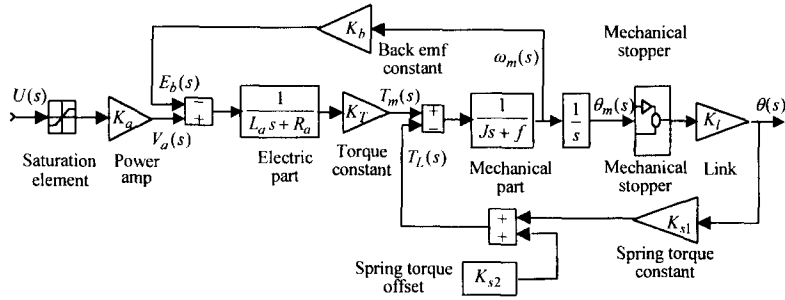 K_b
Mechanical
stopper
ω_m(s)
Back emf
constant
U(s)
E_b(s)
−
+
K_a
V_a(s)
1
L_a s + R_a
K_T
T_m(s)
+
−
T_L(s)
1
Js + f
1
s
θ_m(s)
K_l
θ(s)
Saturation
element
Power
amp
Electric
part
Torque
constant
Mechanical
part
Mechanical
stopper
Link
+
+
K_s1
Spring torque
constant
Spring torque
offset
K_s2